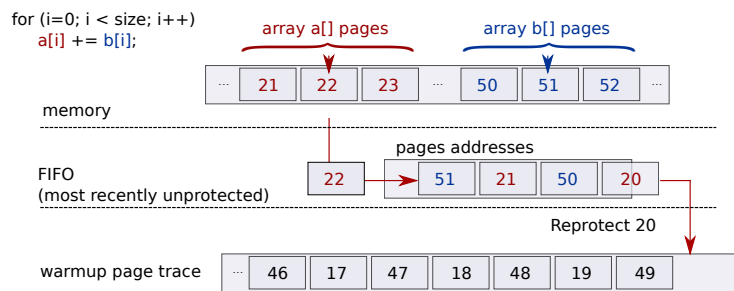 for (i=0; i < size; i++)
a[i] += b[i];
array a[] pages
array b[] pages
... 21 22 23 ... 50 51 52 ...
memory
pages addresses
FIFO
(most recently unprotected)
22 51 21 50 20
Reprotect 20
warmup page trace
... 46 17 47 18 48 19 49